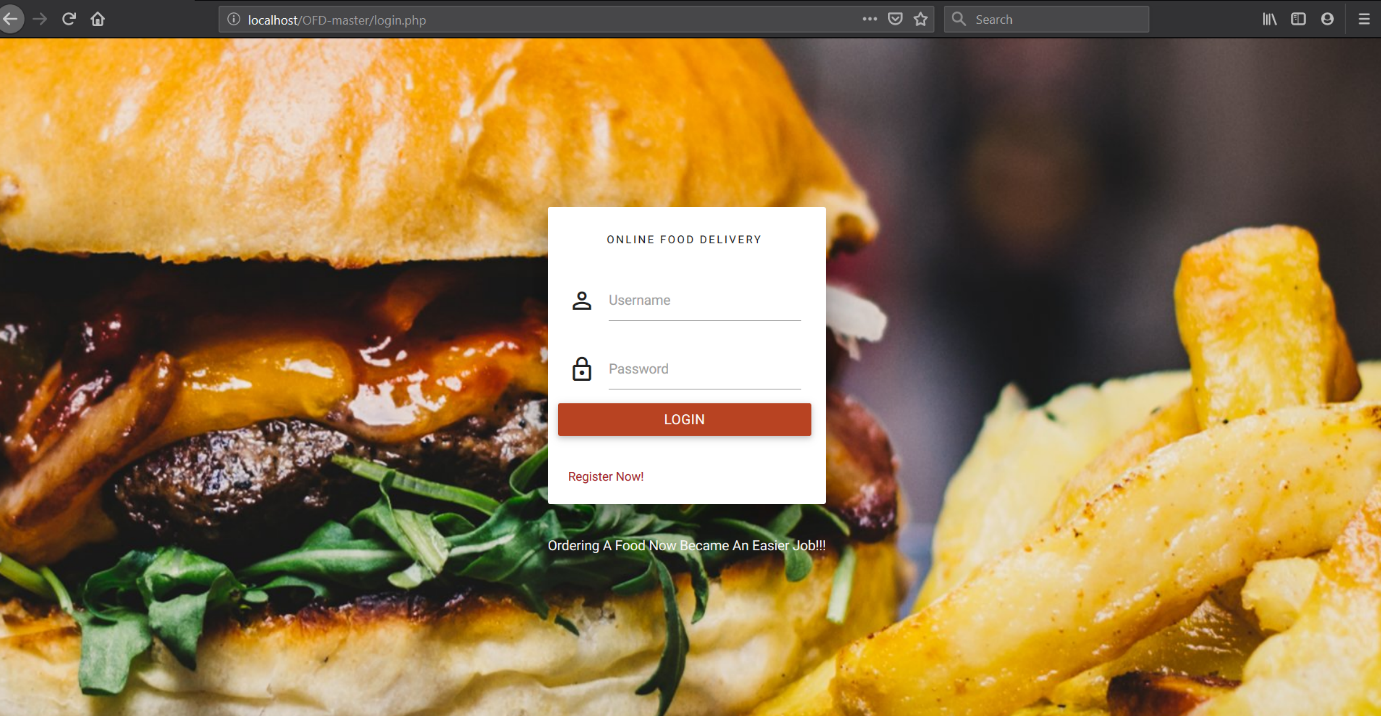 localhost/OFD-master/login.php
Search
ONLINE FOOD DELIVERY
Username
Password
LOGIN
Register Now!
Ordering A Food Now Became An Easier Job!!!